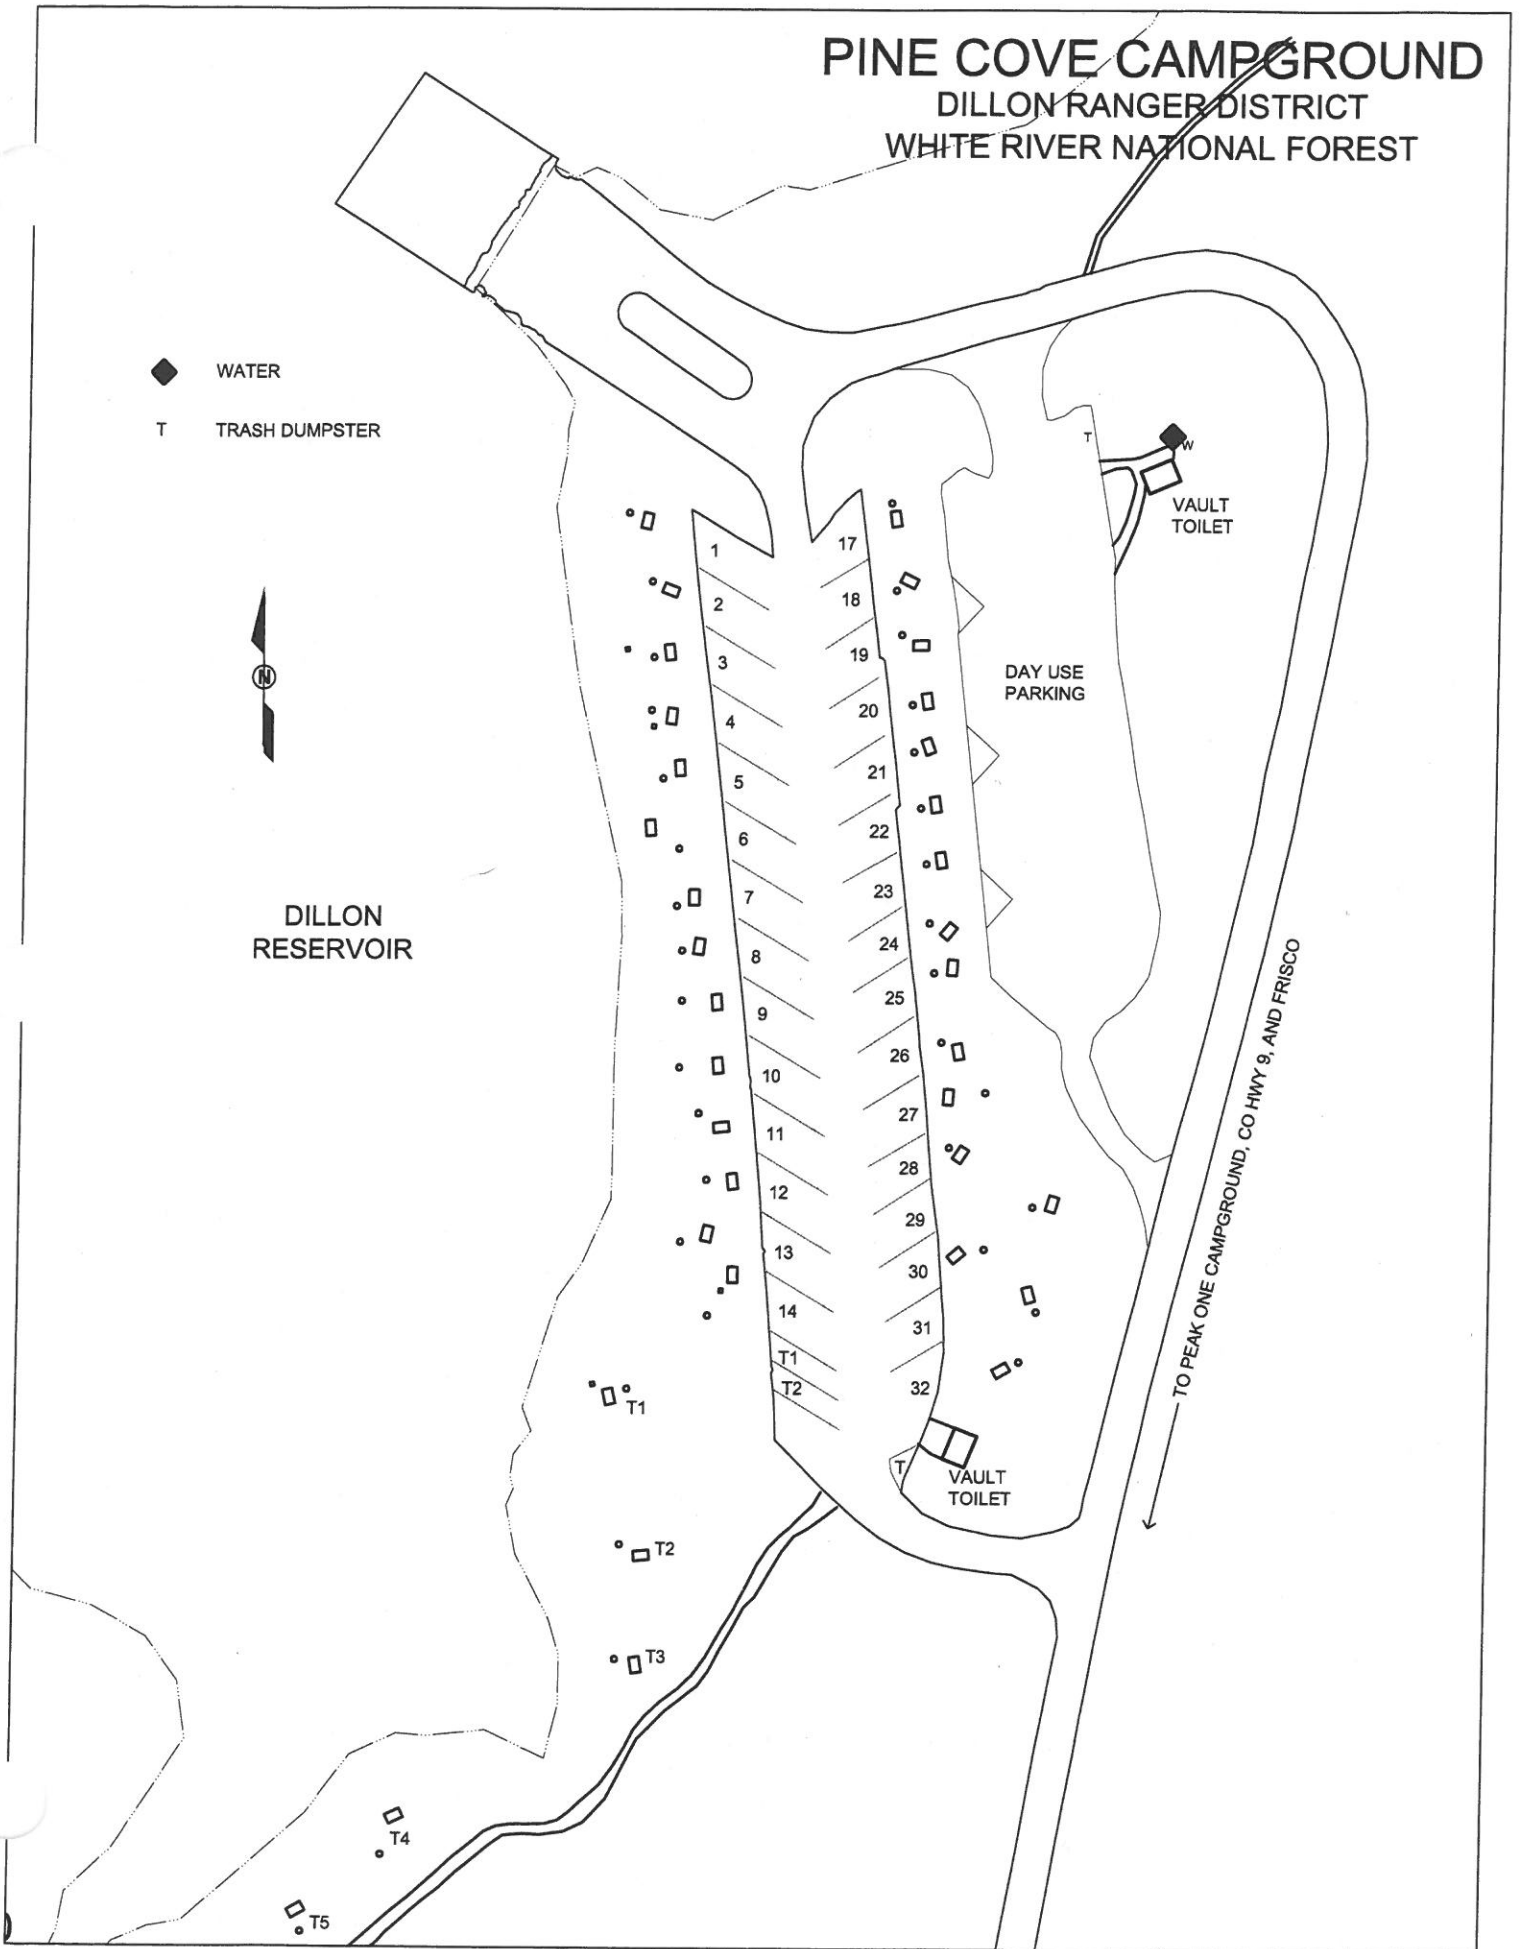 PINE COVE CAMPGROUND
DILLON RANGER DISTRICT
WHITE RIVER NATIONAL FOREST
WATER
T TRASH DUMPSTER
N
DILLON
RESERVOIR
T
W
VAULT
TOILET
DAY USE
PARKING
1
2
3
4
5
6
7
8
9
10
11
12
13
14
T1
T2
17
18
19
20
21
22
23
24
25
26
27
28
29
30
31
32
T
VAULT
TOILET
TO PEAK ONE CAMPGROUND, CO HWY 9, AND FRISCO
T1
T2
T3
T4
T5